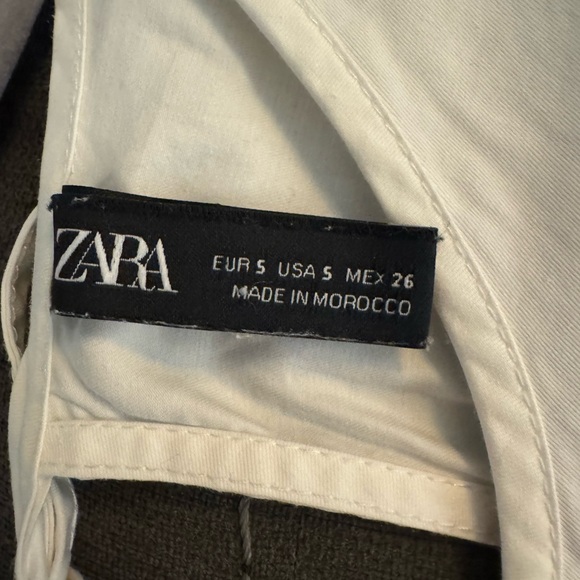 ZARA
EUR S USA S MEX 26
MADE IN MOROCCO